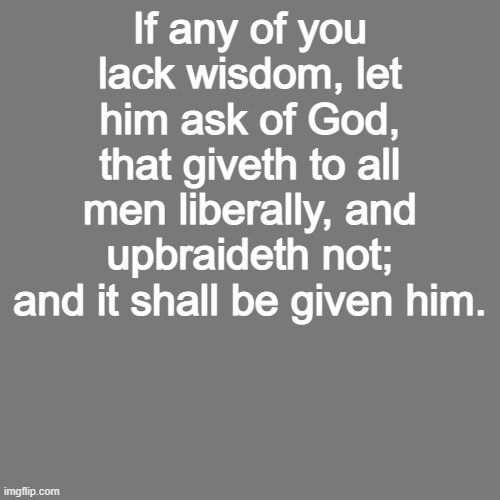 If any of you
lack wisdom, let
him ask of God,
that giveth to all
men liberally, and
upbraideth not;
and it shall be given him.
imgflip.com